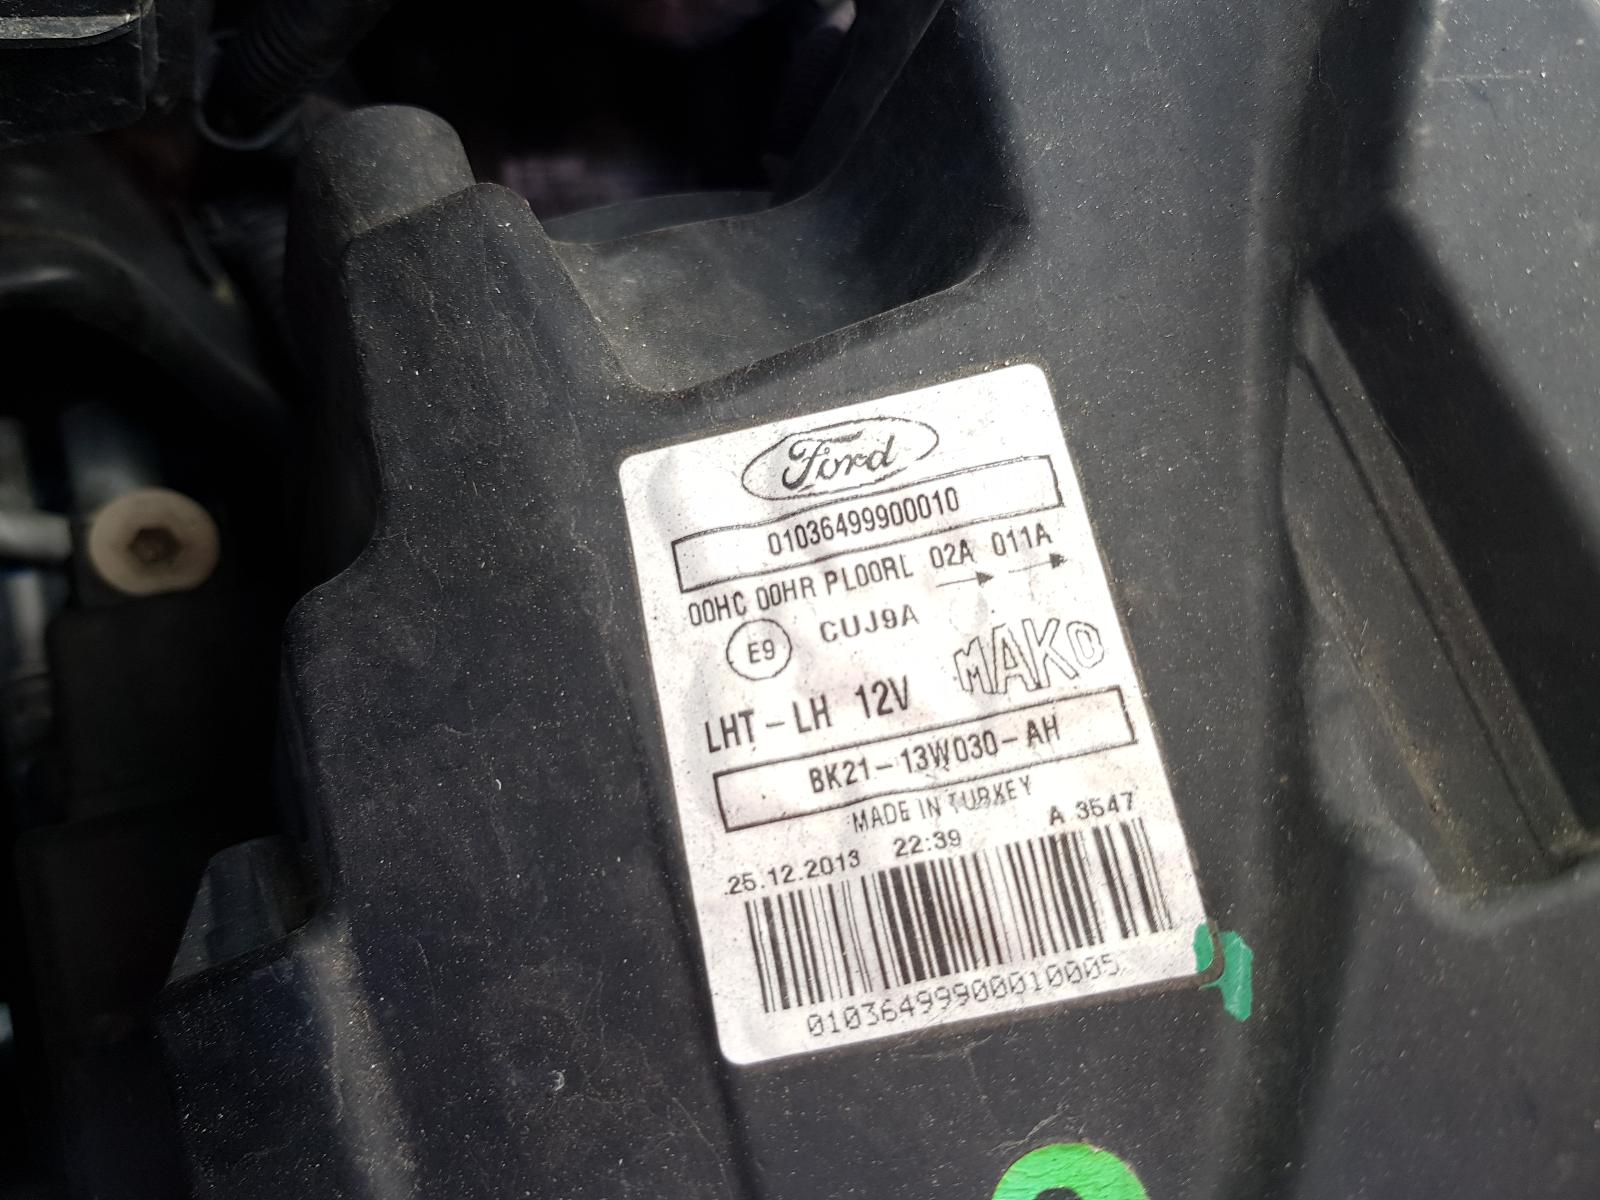 Ford
01036499900010
00HC 00HR PL00RL 02A 011A
E9 CUJ9A
MAKO
LHT-LH 12V
BK21-13W030-AH
MADE IN TURKEY
25.12.2013 22:39 A 3547
01036499900010005